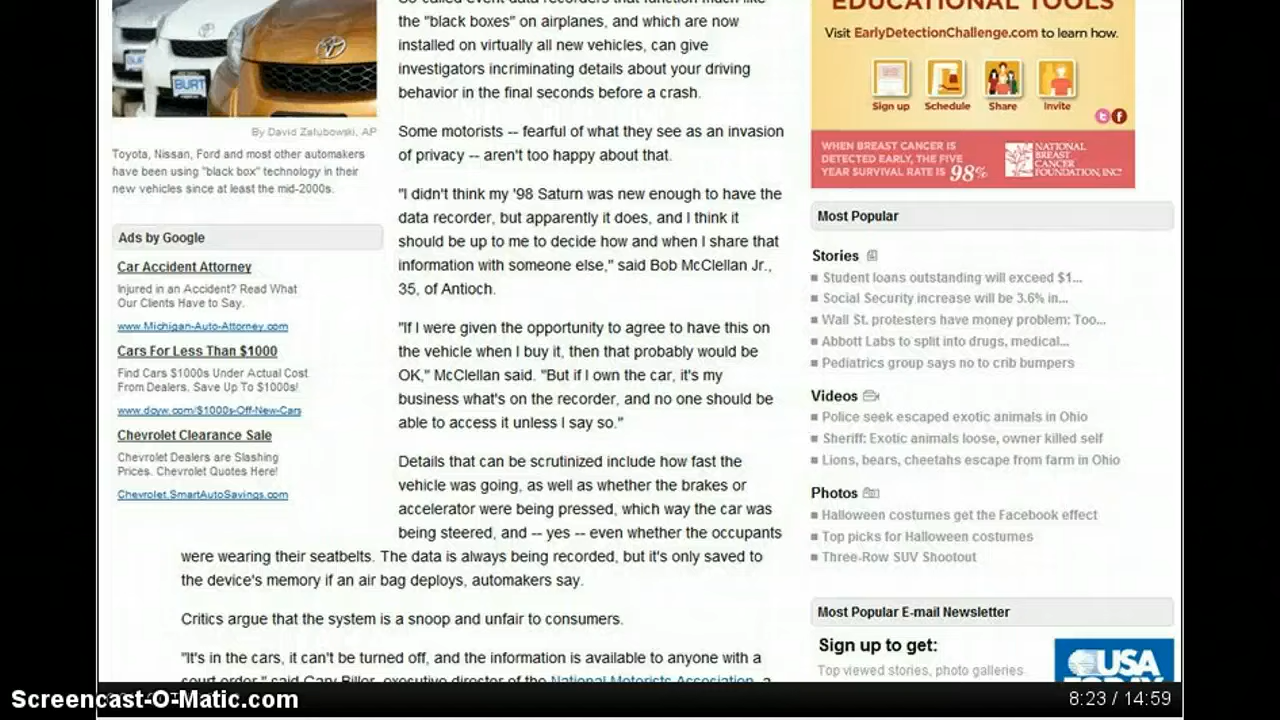 So-called event data recorders that function much like
the "black boxes" on airplanes, and which are now
installed on virtually all new vehicles, can give
investigators incriminating details about your driving
behavior in the final seconds before a crash.
Some motorists -- fearful of what they see as an invasion
of privacy -- aren't too happy about that.
"I didn't think my '98 Saturn was new enough to have the
data recorder, but apparently it does, and I think it
should be up to me to decide how and when I share that
information with someone else," said Bob McClellan Jr.,
35, of Antioch.
"If I were given the opportunity to agree to have this on
the vehicle when I buy it, then that probably would be
OK," McClellan said. "But if I own the car, it's my
business what's on the recorder, and no one should be
able to access it unless I say so."
Details that can be scrutinized include how fast the
vehicle was going, as well as whether the brakes or
accelerator were being pressed, which way the car was
being steered, and -- yes -- even whether the occupants
were wearing their seatbelts. The data is always being recorded, but it's only saved to
the device's memory if an air bag deploys, automakers say.
Critics argue that the system is a snoop and unfair to consumers.
"It's in the cars, it can't be turned off, and the information is available to anyone with a
court order," said Gary Biller, executive director of the National Motorists Association, a
BURT
BURT
By David Zalubowski, AP
Toyota, Nissan, Ford and most other automakers
have been using "black box" technology in their
new vehicles since at least the mid-2000s.
Ads by Google
Car Accident Attorney
Injured in an Accident? Read What
Our Clients Have to Say.
www.Michigan-Auto-Attorney.com
Cars For Less Than $1000
Find Cars $1000s Under Actual Cost
From Dealers. Save Up To $1000s!
www.doyw.com/$1000s-Off-New-Cars
Chevrolet Clearance Sale
Chevrolet Dealers are Slashing
Prices. Chevrolet Quotes Here!
Chevrolet.SmartAutoSavings.com
EDUCATIONAL TOOLS
Visit EarlyDetectionChallenge.com to learn how.
Sign up Schedule Share Invite
WHEN BREAST CANCER IS
DETECTED EARLY, THE FIVE
YEAR SURVIVAL RATE IS 98%
NATIONAL
BREAST
CANCER
FOUNDATION, INC.
Most Popular
Stories
Student loans outstanding will exceed $1...
Social Security increase will be 3.6% in...
Wall St. protesters have money problem: Too...
Abbott Labs to split into drugs, medical...
Pediatrics group says no to crib bumpers
Videos
Police seek escaped exotic animals in Ohio
Sheriff: Exotic animals loose, owner killed self
Lions, bears, cheetahs escape from farm in Ohio
Photos
Halloween costumes get the Facebook effect
Top picks for Halloween costumes
Three-Row SUV Shootout
Most Popular E-mail Newsletter
Sign up to get:
Top viewed stories, photo galleries
USA
TODAY
Screencast-O-Matic.com
8:23 / 14:59